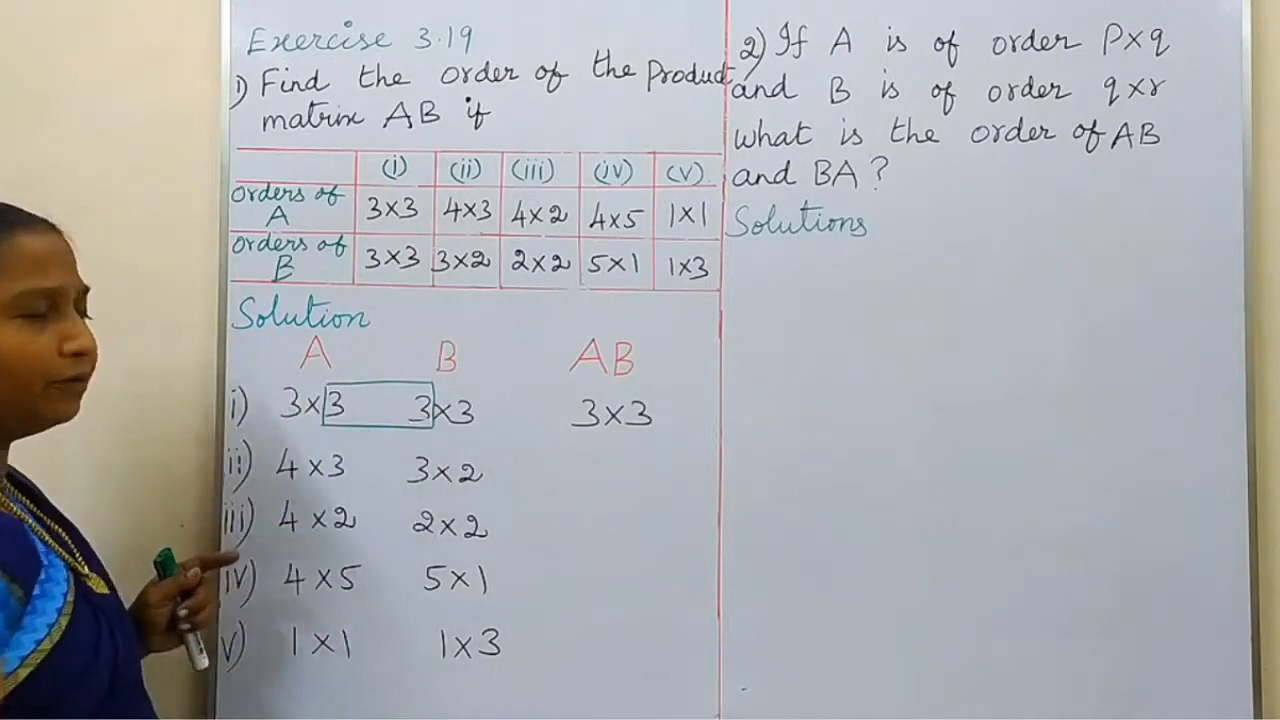 Exercise 3.19
1) Find the order of the Product
matrix AB if
(i) (ii) (iii) (iv) (v)
orders of A 3×3 4×3 4×2 4×5 1×1
orders of B 3×3 3×2 2×2 5×1 1×3
Solution
A B AB
i) 3×3 3×3 3×3
ii) 4×3 3×2
iii) 4×2 2×2
iv) 4×5 5×1
v) 1×1 1×3
2) If A is of order p×q
and B is of order q×r
what is the order of AB
and BA?
Solutions